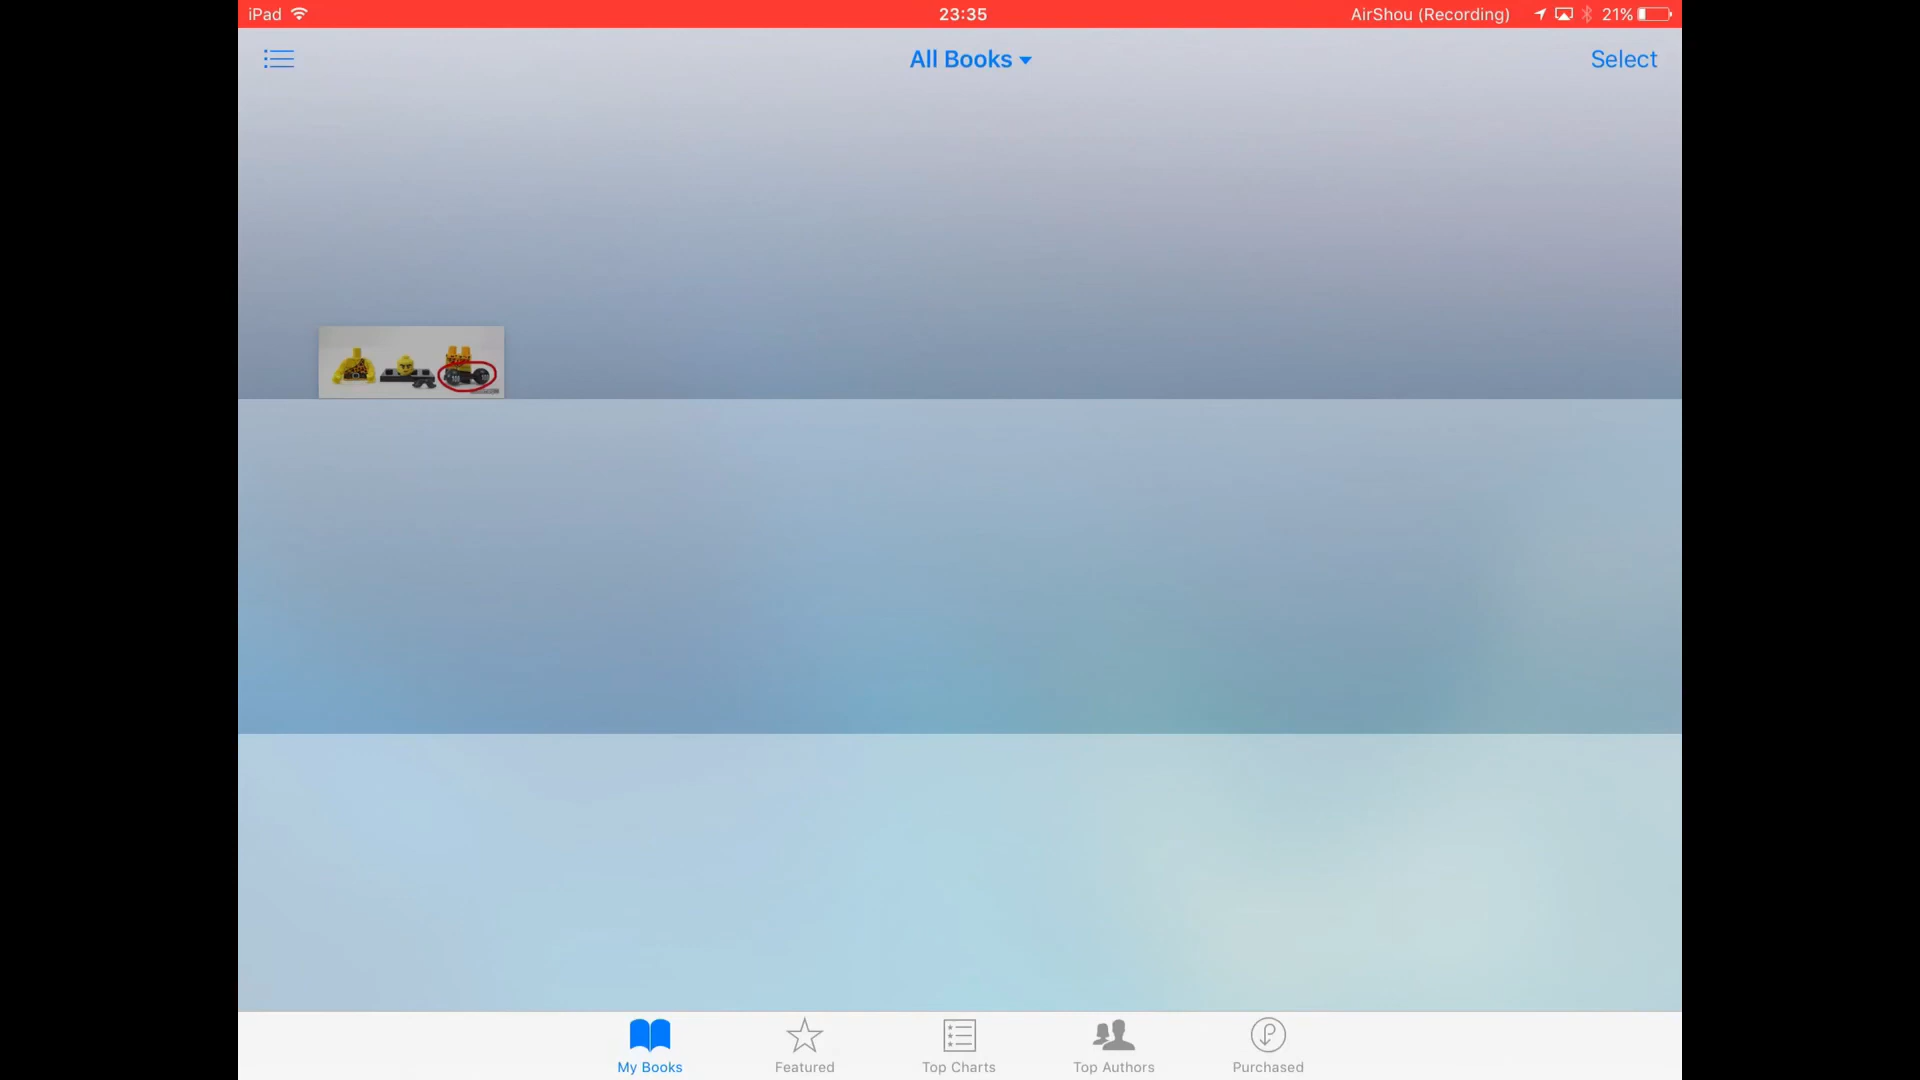 iPad 23:35 AirShou (Recording) 21%
All Books Select
My Books Featured Top Charts Top Authors Purchased